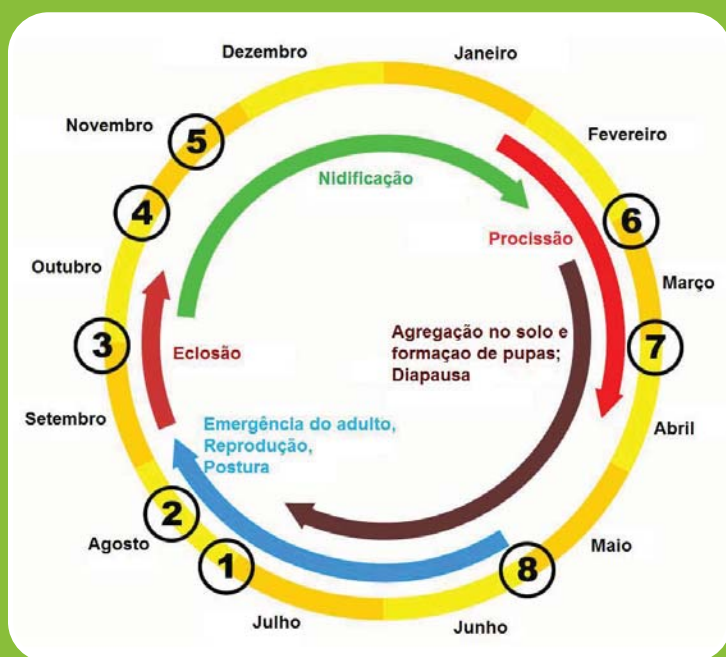 Dezembro
Janeiro
Novembro
5
Fevereiro
Nidificação
4
6
Procissão
Outubro
Março
3
Eclosão
Agregação no solo e
formaçao de pupas;
Diapausa
7
Setembro
Emergência do adulto,
Reprodução,
Postura
Abril
2
Agosto
1
8
Maio
Julho
Junho